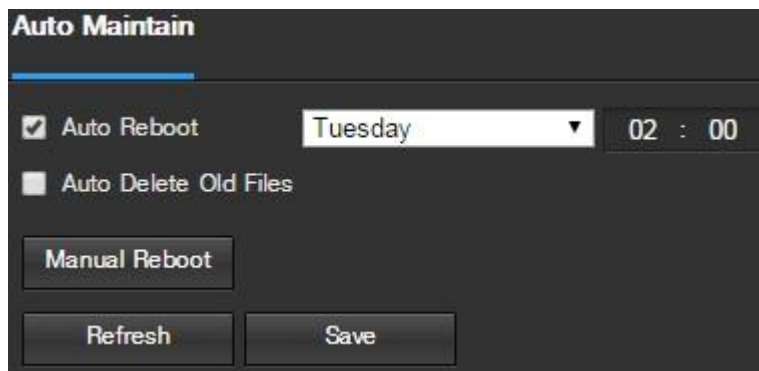 Auto Maintain
Auto Reboot Tuesday 02 : 00
Auto Delete Old Files
Manual Reboot
Refresh Save